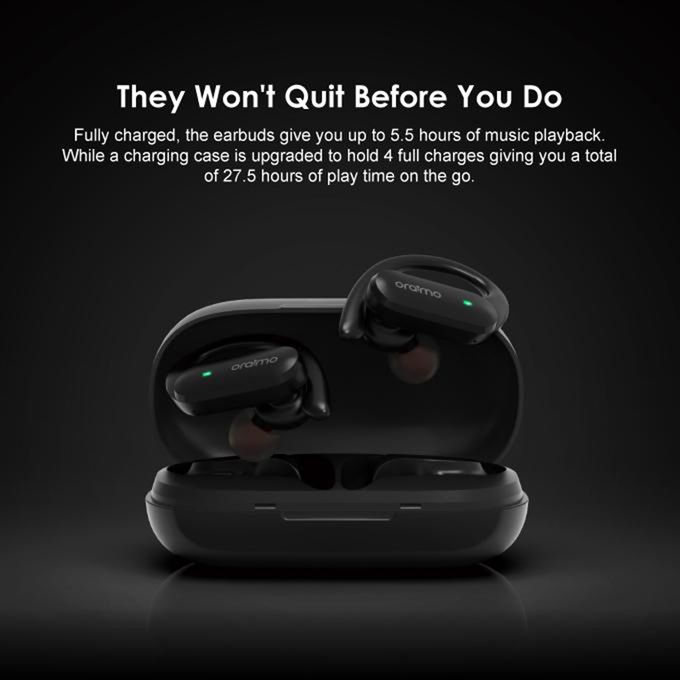 They Won't Quit Before You Do
Fully charged, the earbuds give you up to 5.5 hours of music playback.
While a charging case is upgraded to hold 4 full charges giving you a total
of 27.5 hours of play time on the go.
oraimo
oraimo